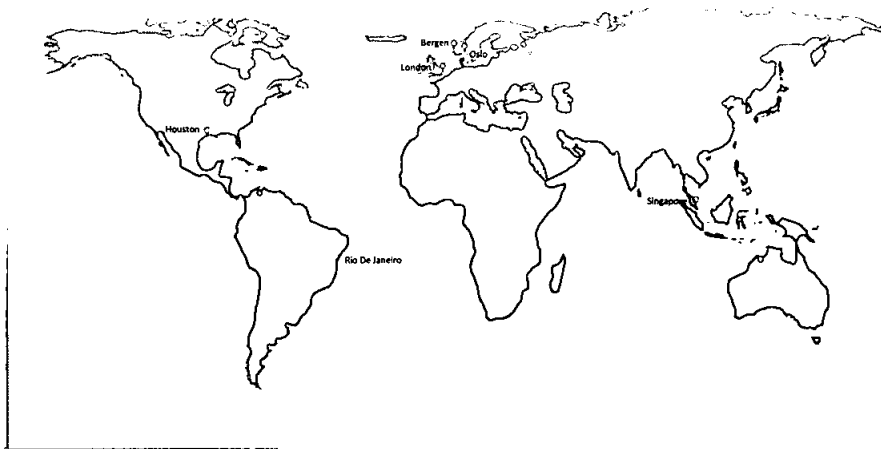 Bergen
Oslo
London
Houston
Singapore
Rio De Janeiro